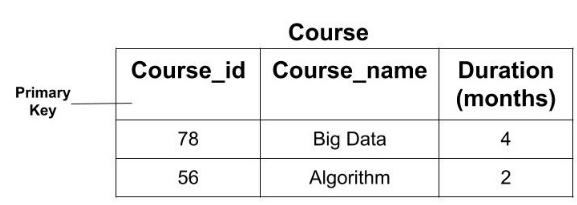 Course
Course_id Course_name Duration
(months)
Primary
Key
78 Big Data 4
56 Algorithm 2